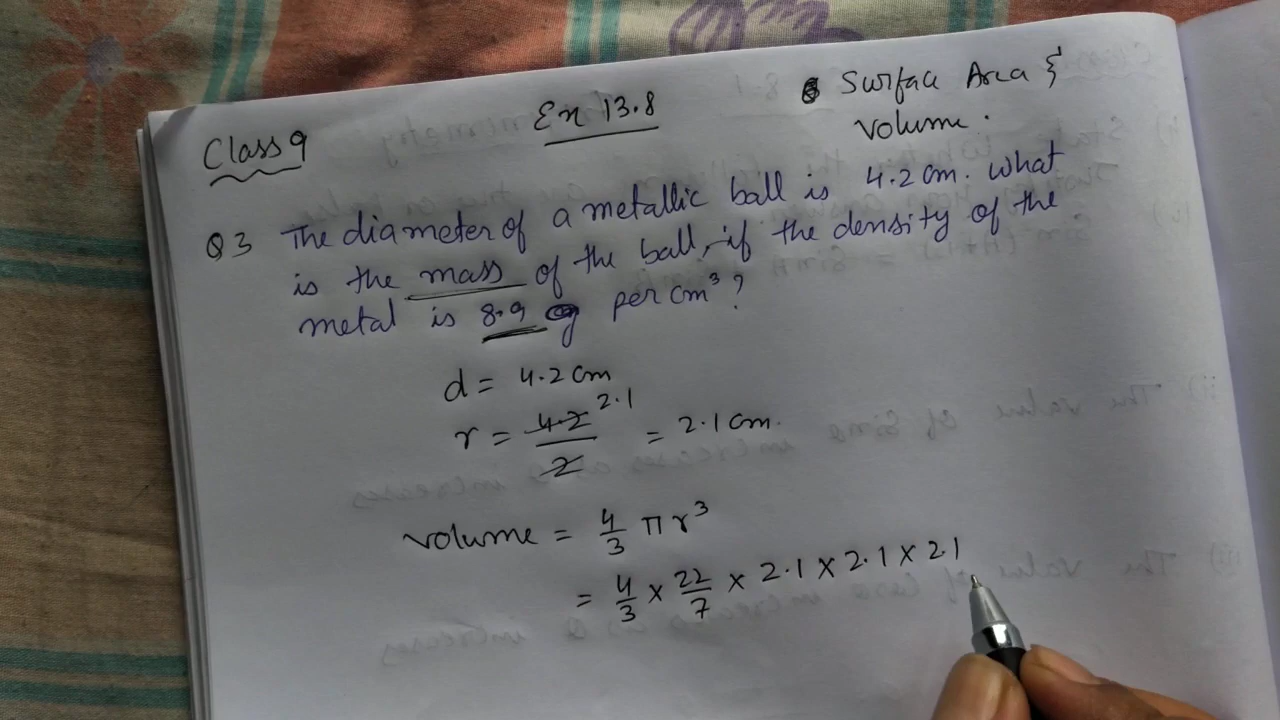 Surface Area &
Volume.
Ex 13.8
Class 9
Q3 The diameter of a metallic ball is 4.2 cm. what
is the mass of the ball, if the density of the
metal is 8.9 g per cm³?
d = 4.2 cm
r = 4.2/2 2.1 = 2.1 cm.
volume = 4/3 πr³
= 4/3 × 22/7 × 2.1 × 2.1 × 2.1